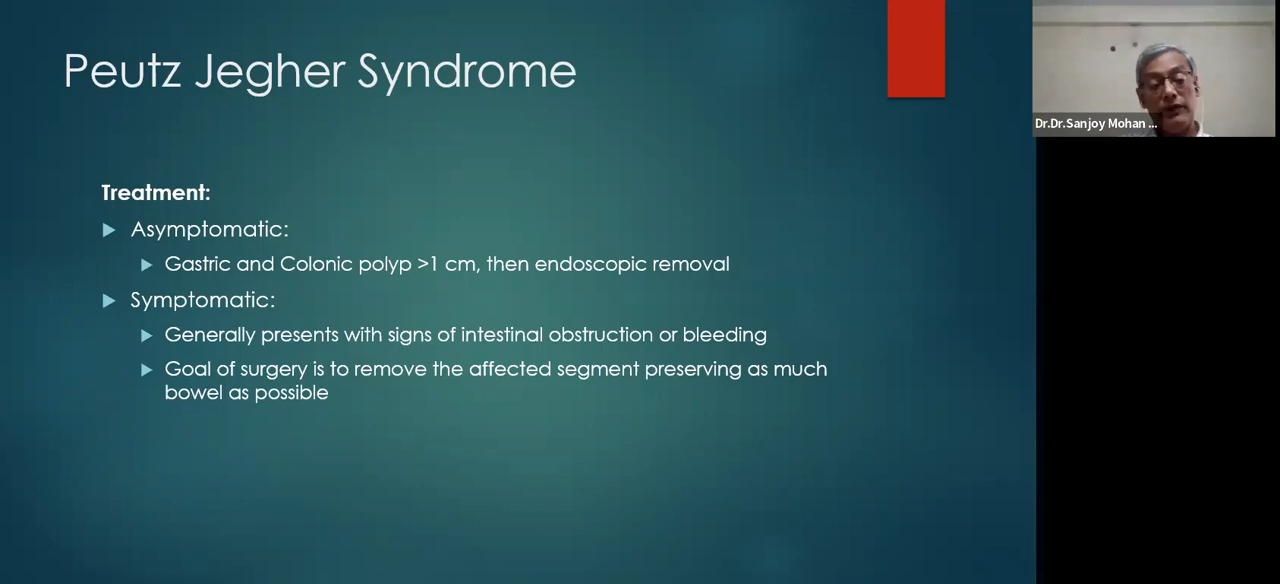 Peutz Jegher Syndrome
Treatment:
Asymptomatic:
Gastric and Colonic polyp >1 cm, then endoscopic removal
Symptomatic:
Generally presents with signs of intestinal obstruction or bleeding
Goal of surgery is to remove the affected segment preserving as much
bowel as possible
Dr.Dr.Sanjoy Mohan ...